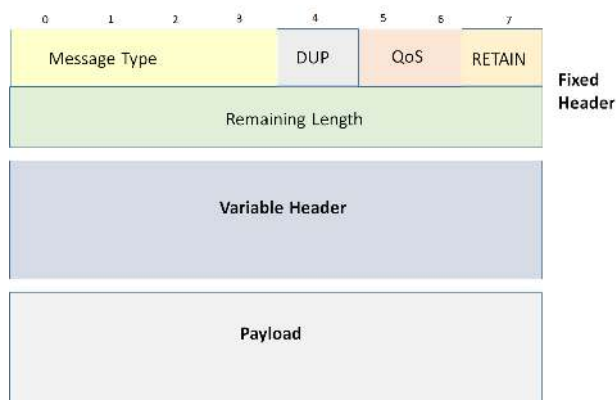 0 1 2 3 4 5 6 7
Message Type DUP QoS RETAIN
Fixed
Header
Remaining Length
Variable Header
Payload